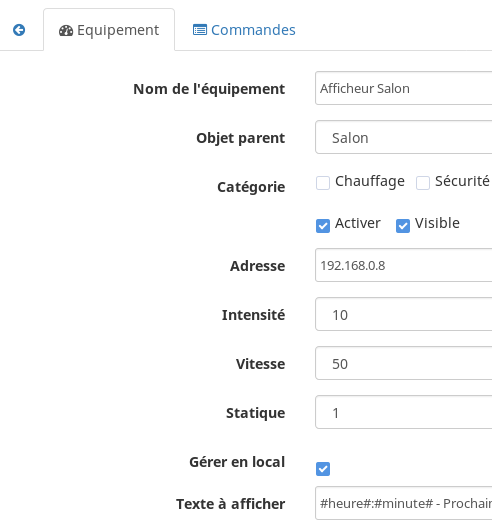 Equipement Commandes
Nom de l'équipement Afficheur Salon
Objet parent Salon
Catégorie Chauffage Sécurité
Activer Visible
Adresse 192.168.0.8
Intensité 10
Vitesse 50
Statique 1
Gérer en local
Texte à afficher #heure#:#minute# - Prochain